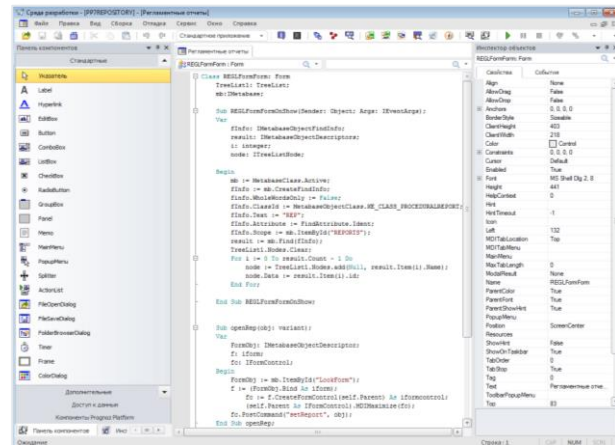 Среда разработки - [PP7REPOSITORY] - [Регламентные отчеты]
Файл Правка Вид Сборка Отладка Сервис Окно Справка
Стандартное приложение
Панель компонентов
Стандартные
Указатель
Label
Hyperlink
EditBox
Button
ComboBox
ListBox
CheckBox
RadioButton
GroupBox
Panel
Memo
MainMenu
PopupMenu
Splitter
ActionList
FileOpenDialog
FileSaveDialog
FolderBrowserDialog
Timer
Frame
ColorDialog
Дополнительные
Доступ к данным
Компоненты Prognoz Platform
Панель компонентов
Ожидание
Регламентные отчеты
REGLFormForm : Form
Class REGLFormForm: Form
TreeList1: TreeList;
mb:IMetabase;
Sub REGLFormFormOnShow(Sender: Object; Args: IEventArgs);
Var
fInfo: IMetabaseObjectFindInfo;
result: IMetabaseObjectDescriptors;
i: integer;
node: ITreeListNode;
Begin
mb := MetabaseClass.Active;
fInfo := mb.CreateFindInfo;
fInfo.WholeWordsOnly := False;
fInfo.ClassId := MetabaseObjectClass.KE_CLASS_PROCEDURALREPORT;
fInfo.Text := "REP";
fInfo.Attribute := FindAttribute.Ident;
fInfo.Scope := mb.ItemById("REPORTS");
result := mb.Find(fInfo);
TreeList1.Nodes.Clear;
For i := 0 To result.Count - 1 Do
node := TreeList1.Nodes.add(Null, result.Item(i).Name);
node.Data := result.Item(i).id;
End For;
End Sub REGLFormFormOnShow;
Sub openRep(obj: variant);
Var
FormObj: IMetabaseObjectDescriptor;
f: iform;
fc: IFormControl;
Begin
FormObj := mb.ItemById("LookForm");
f := (FormObj.Bind As iform);
fc := f.CreateFormControl(self.Parent) As iformcontrol;
(self.Parent As IFormControl).MDIMaximize(fc);
fc.PostCommand("setReport", obj);
End Sub openRep;
Инспектор объектов
REGLFormForm: Form
Свойства События
Align None
AllowDrag False
AllowDrop False
Anchors 0, 0, 0, 0
BorderStyle Sizeable
ClientHeight 403
ClientWidth 218
Color Control
Constraints 0, 0, 0, 0
Cursor Default
Enabled True
Font MS Shell Dlg 2, 8
Height 441
HelpContext 0
Hint
HintTimeout -1
Icon
Left 132
MDITabLocation Top
MDITabMenu
MainMenu
MaxTabLength 0
ModalResult None
Name REGLFormForm
ParentColor True
ParentFont True
ParentShowHint True
PopupMenu
Position ScreenCenter
Resources
ShowHint False
ShowOnTaskbar True
TabOrder 0
TabStop True
Tag 0
Text Регламентные отче...
ToolbarPopupMenu
Top 83
Строка: 1
CAP NUM SCRL